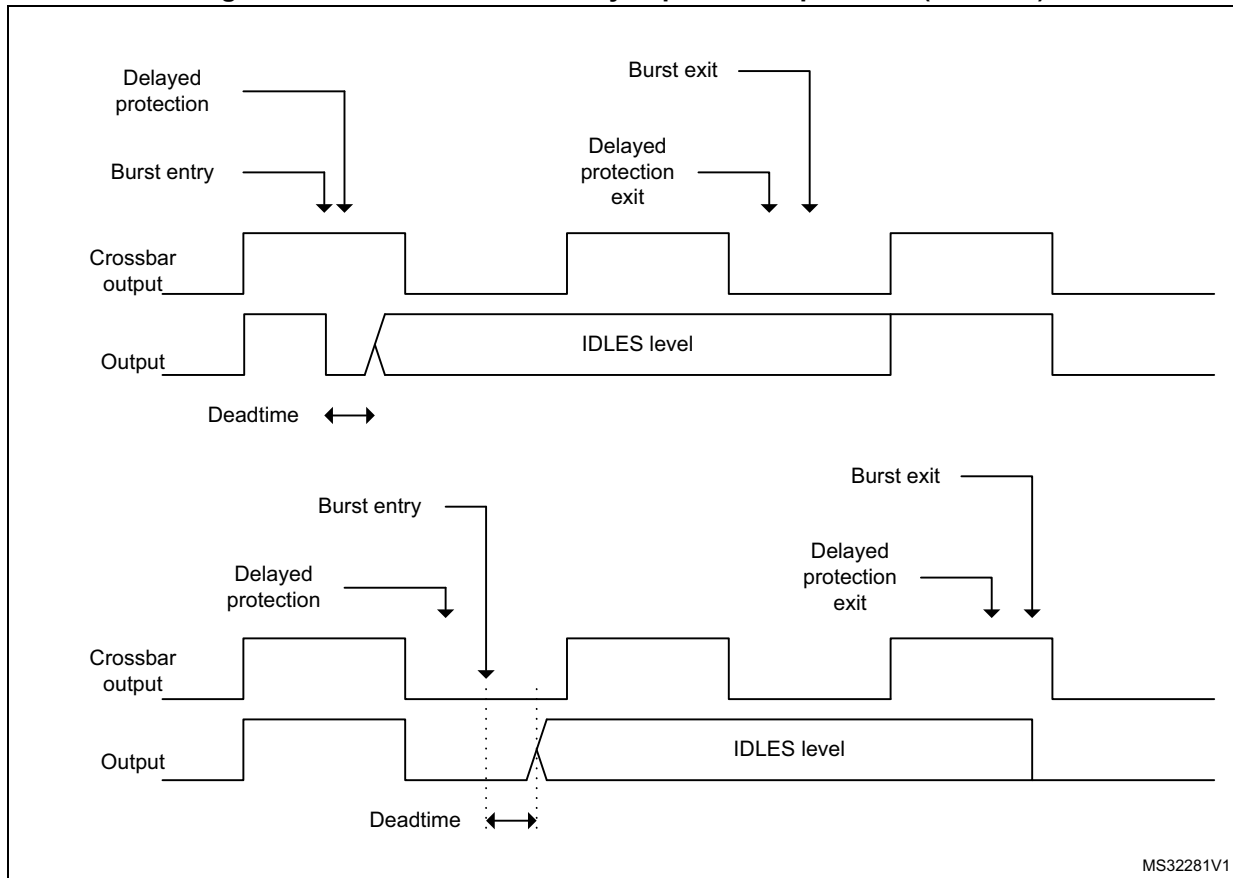 Delayed
protection
Burst entry
Burst exit
Delayed
protection
exit
Crossbar
output
Output
IDLES level
Deadtime
Burst exit
Burst entry
Delayed
protection
Delayed
protection
exit
Crossbar
output
Output
IDLES level
Deadtime
MS32281V1